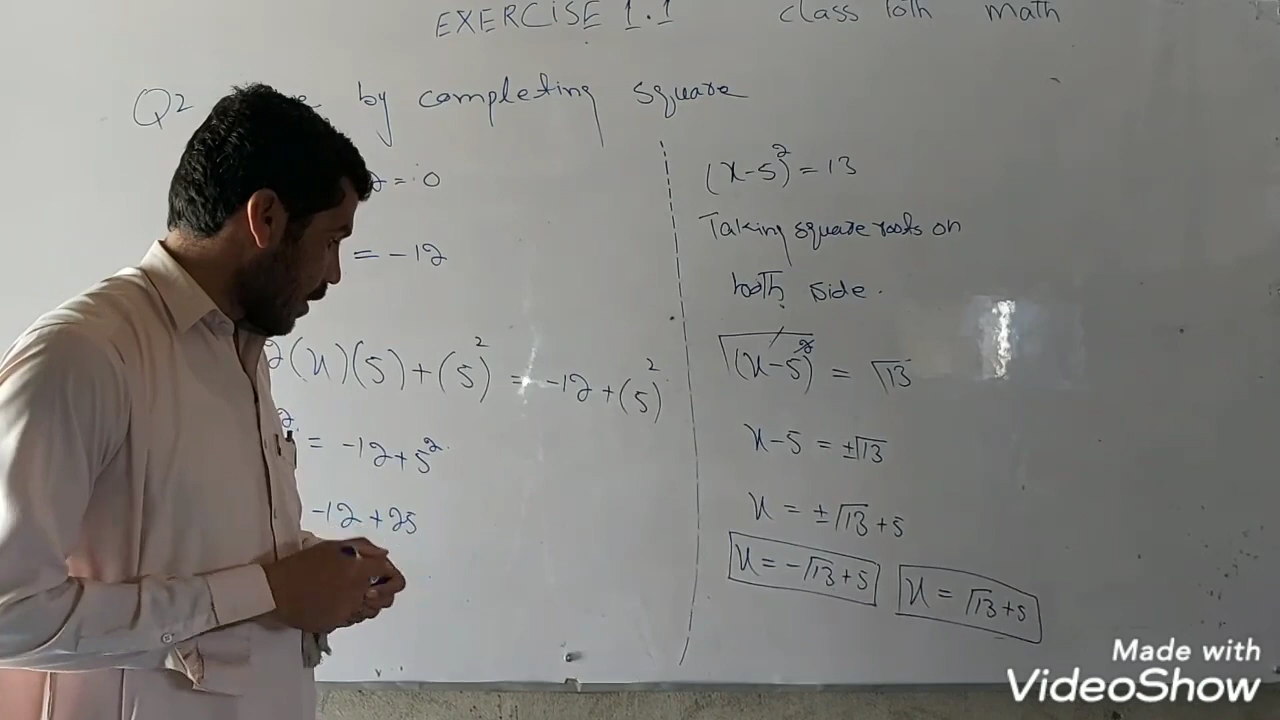 EXERCISE 1.1 class 10th math
Q2 by completing square
2 = 0
= -12
2(x)(5)+(5)² = -12+(5)²
2 = -12+5²
-12+25
(x-5)² = 13
Taking square roots on
both side.
√(x-5)² = √13
x-5 = ±√13
x = ±√13+5
x = -√13+5 x = √13+5
Made with
VideoShow